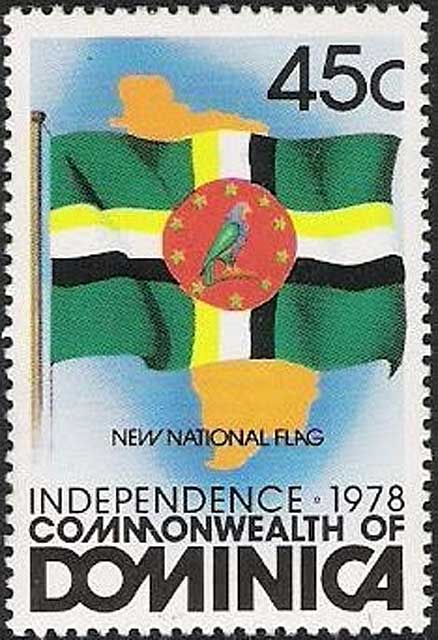 45c
NEW NATIONAL FLAG
INDEPENDENCE • 1978
COMMONWEALTH OF
DOMINICA